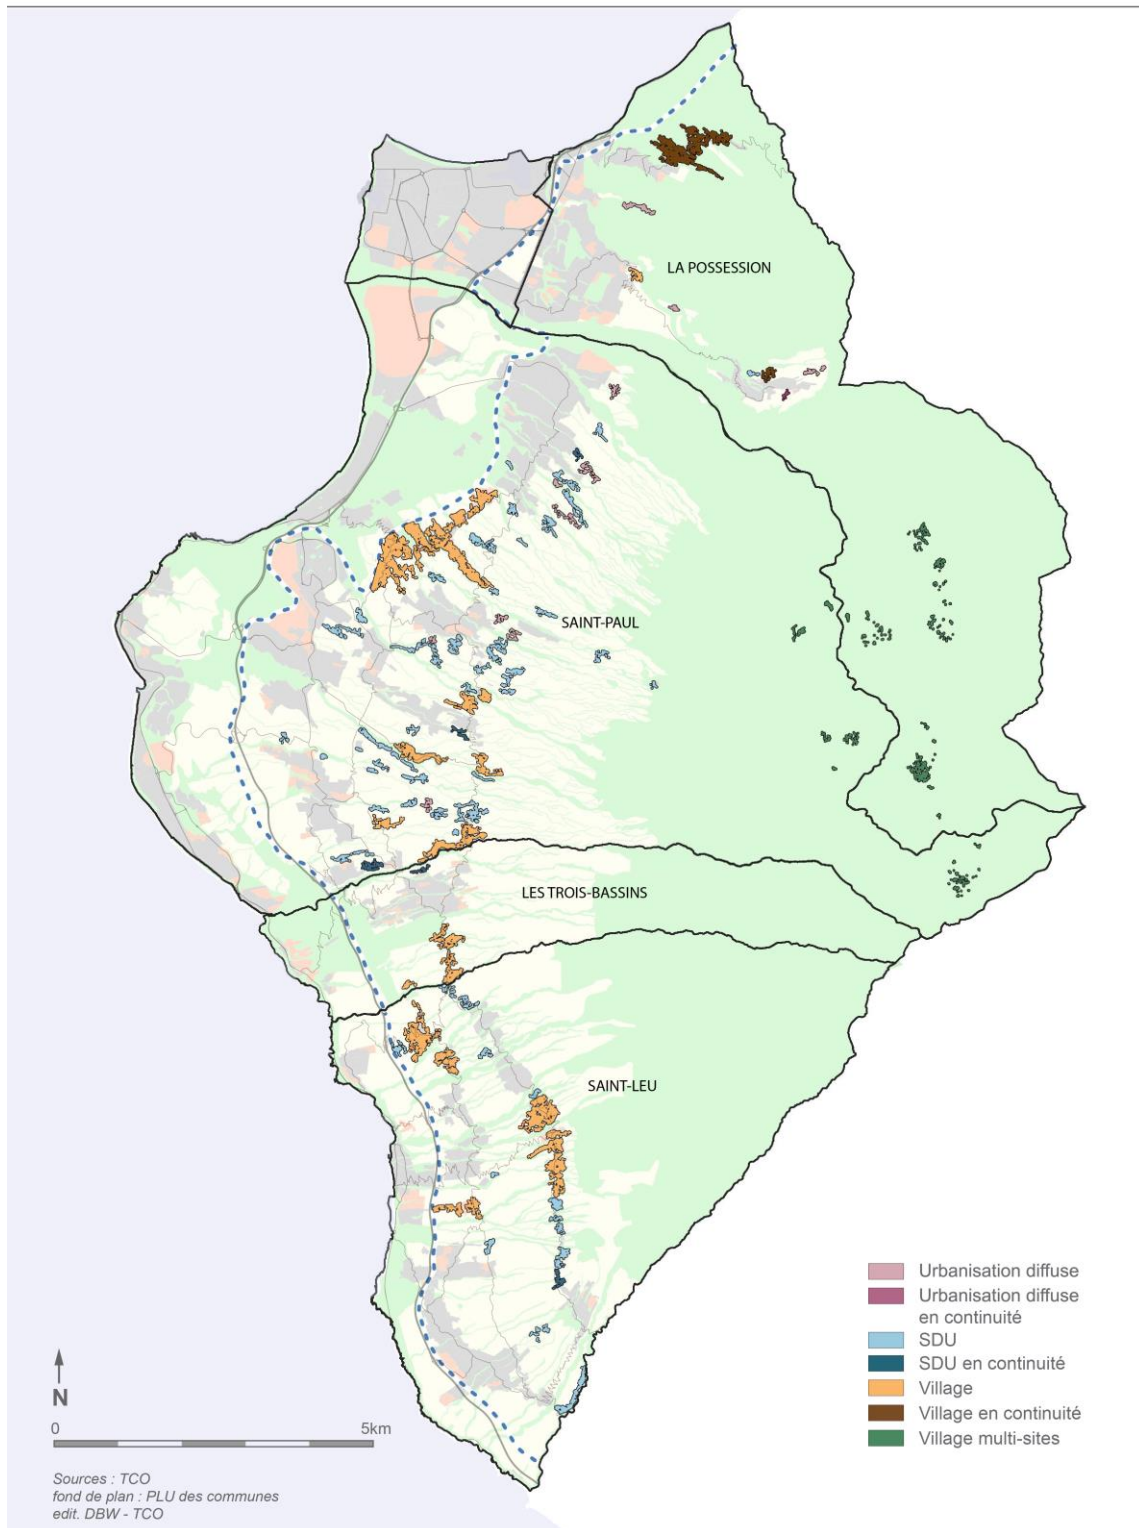 LA POSSESSION
SAINT-PAUL
LES TROIS-BASSINS
SAINT-LEU
Urbanisation diffuse
Urbanisation diffuse
en continuité
SDU
SDU en continuité
Village
Village en continuité
Village multi-sites
N
0 5km
Sources : TCO
fond de plan : PLU des communes
edit. DBW - TCO